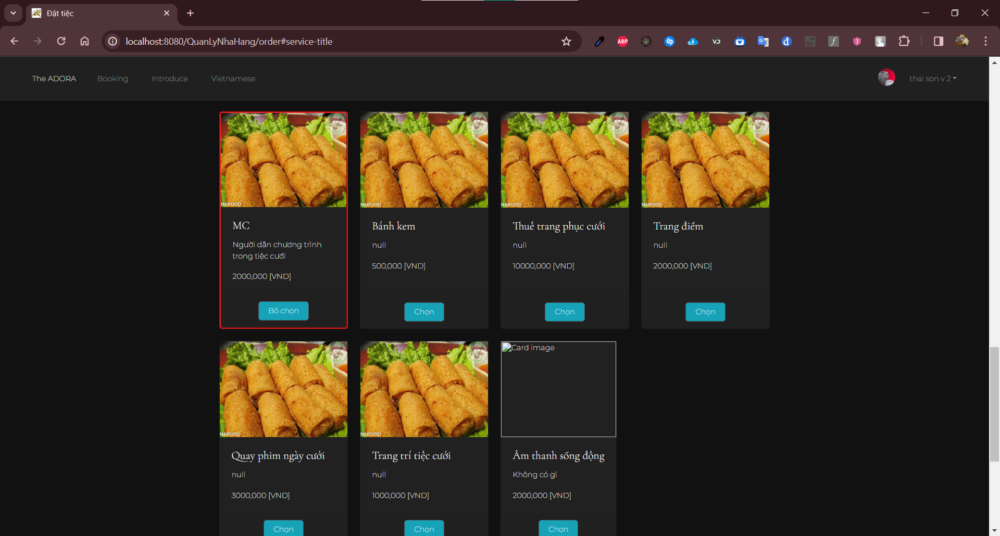 Đặt tiệc
localhost:8080/QuanLyNhaHang/order#service-title
ABP
The ADORA
Booking
Introduce
Vietnamese
thai son v 2
NAIFOOD
NAIFOOD
NAIFOOD
NAIFOOD
MC
Người dẫn chương trình
trong tiệc cưới
2000,000 [VND]
Bỏ chọn
Bánh kem
null
500,000 [VND]
Chọn
Thuê trang phục cưới
null
10000,000 [VND]
Chọn
Trang điểm
null
2000,000 [VND]
Chọn
NAIFOOD
NAIFOOD
Card image
Quay phim ngày cưới
null
3000,000 [VND]
Chọn
Trang trí tiệc cưới
null
1000,000 [VND]
Chọn
Âm thanh sống động
Không có gì
2000,000 [VND]
Chọn